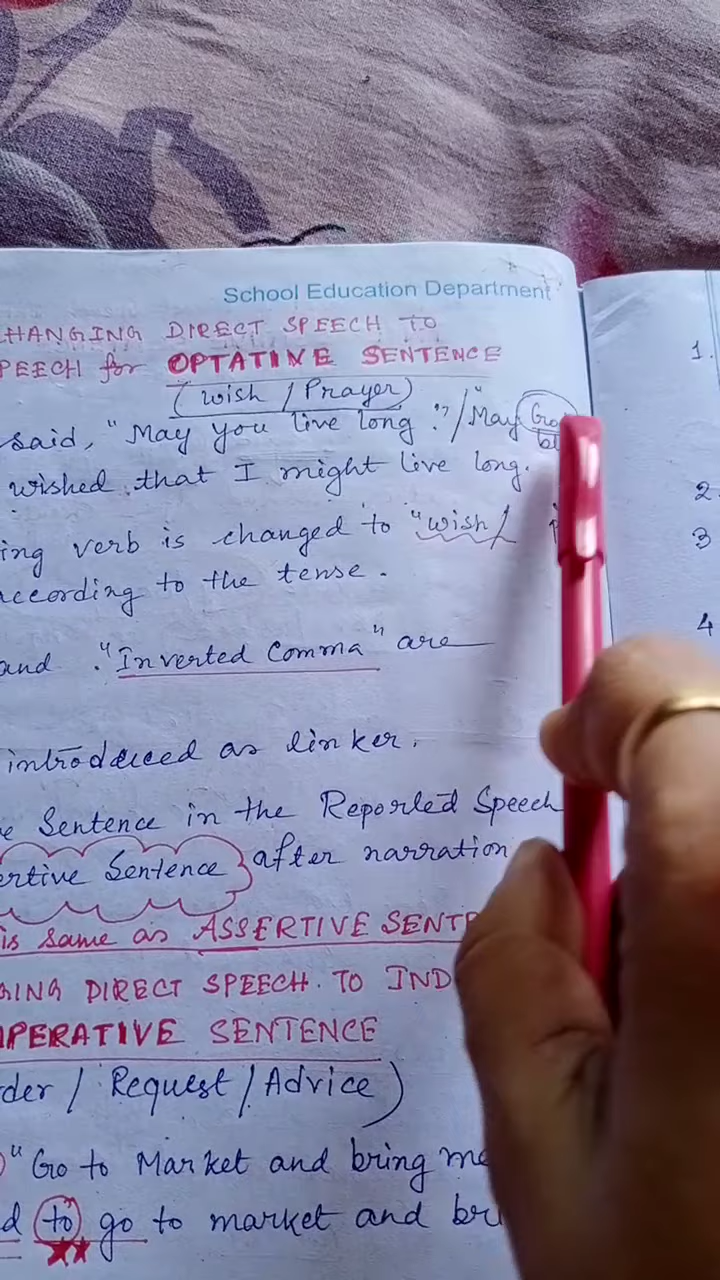 School Education Department
HANGING DIRECT SPEECH TO
PEECH for OPTATIVE SENTENCE
(Wish / Prayer)
said, "May you live long."/"May
wished that I might live long.
ing verb is changed to "wish/
according to the tense.
and "Inverted Comma" are
introduced as linker.
e Sentence in the Reported Speech
ertive Sentence after narration
is same as ASSERTIVE SENT
GING DIRECT SPEECH TO IND
MPERATIVE SENTENCE
der / Request / Advice)
"Go to Market and bring me
d to go to market and br
1.
2
3
4